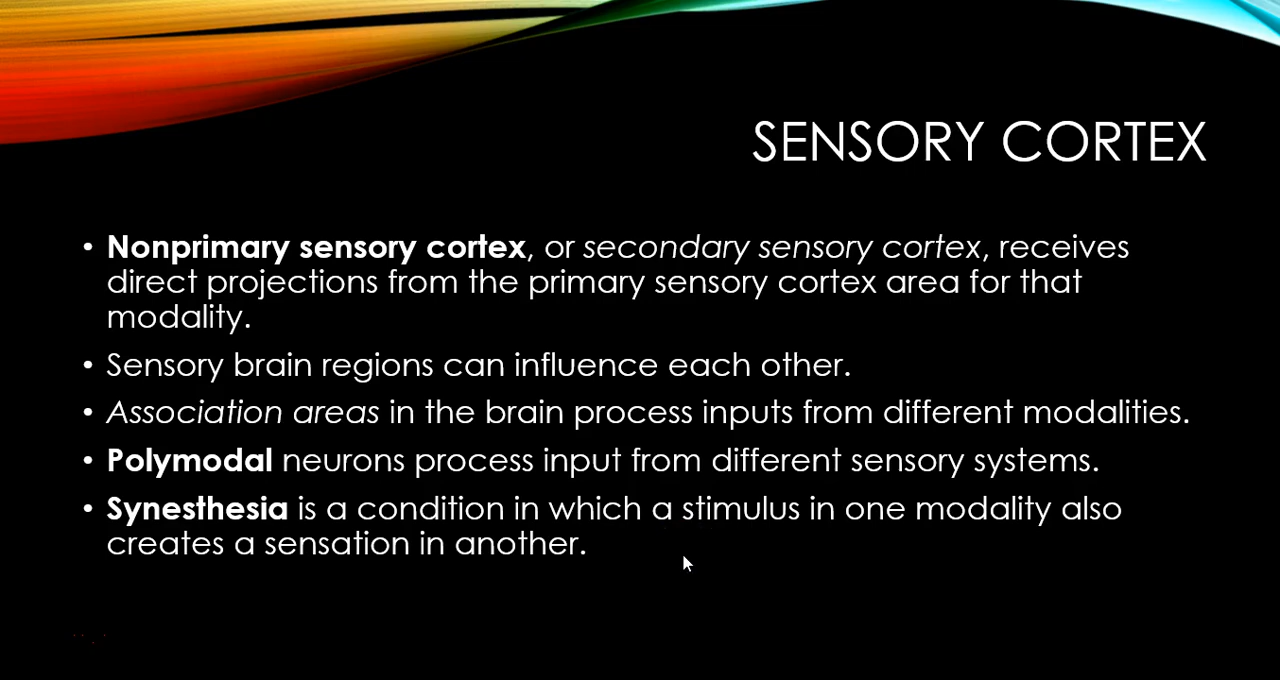 SENSORY CORTEX
• Nonprimary sensory cortex, or secondary sensory cortex, receives
direct projections from the primary sensory cortex area for that
modality.
• Sensory brain regions can influence each other.
• Association areas in the brain process inputs from different modalities.
• Polymodal neurons process input from different sensory systems.
• Synesthesia is a condition in which a stimulus in one modality also
creates a sensation in another.